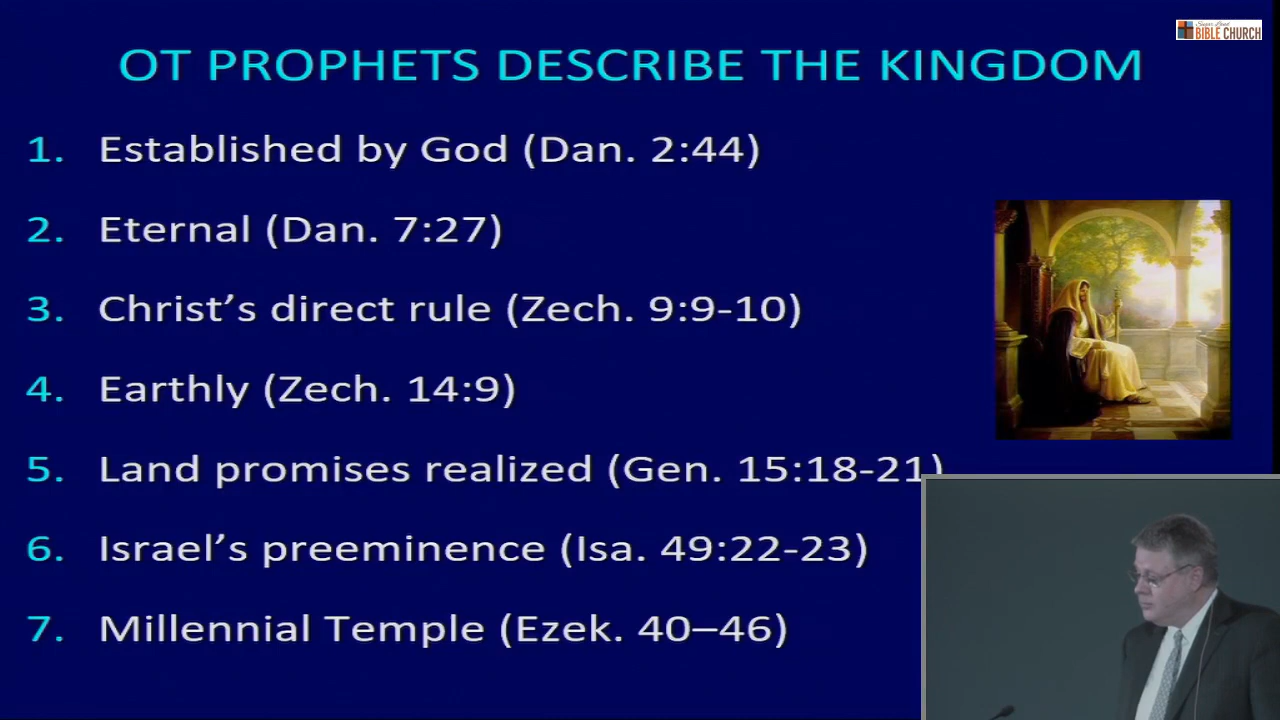 Sugar Land
BIBLE CHURCH
OT PROPHETS DESCRIBE THE KINGDOM
1. Established by God (Dan. 2:44)
2. Eternal (Dan. 7:27)
3. Christ’s direct rule (Zech. 9:9-10)
4. Earthly (Zech. 14:9)
5. Land promises realized (Gen. 15:18-21)
6. Israel’s preeminence (Isa. 49:22-23)
7. Millennial Temple (Ezek. 40–46)